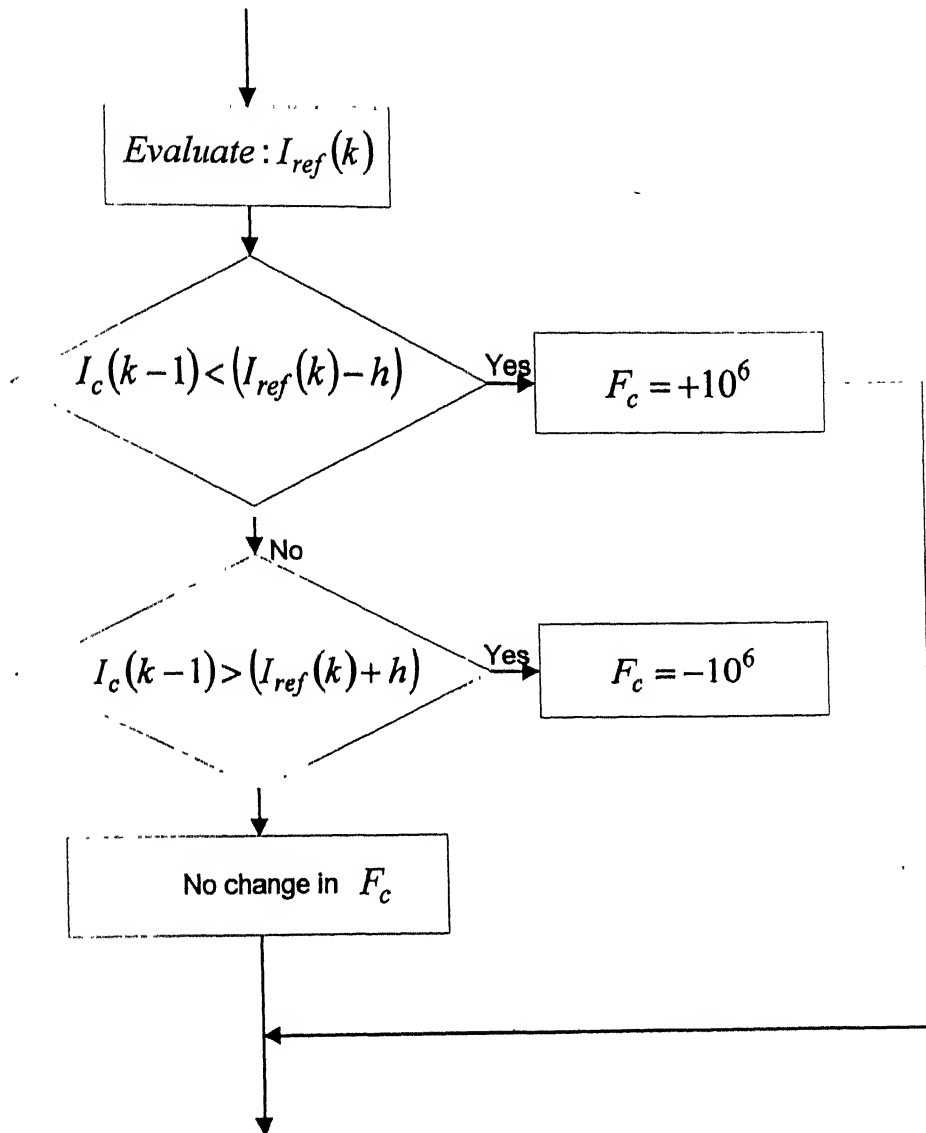 Evaluate : I_ref(k)
I_c(k−1) < (I_ref(k) − h)
Yes
F_c = +10^6
No
I_c(k−1) > (I_ref(k) + h)
Yes
F_c = −10^6
No change in F_c